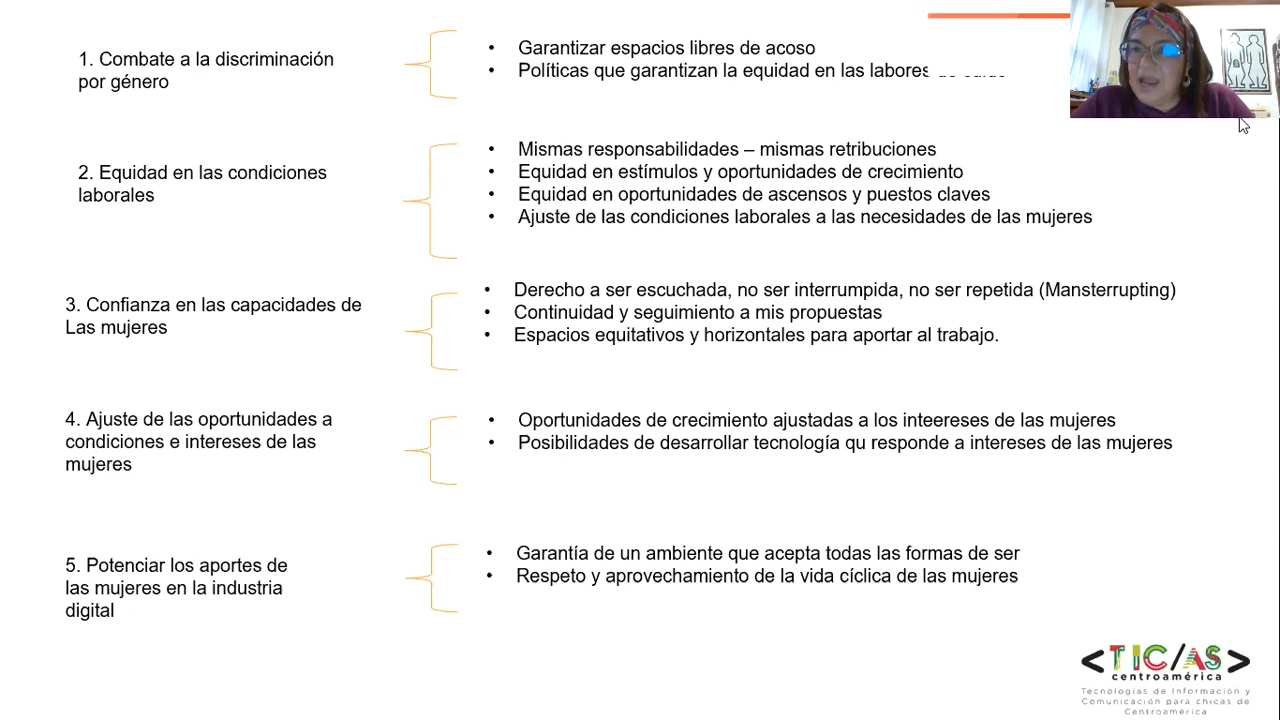 1. Combate a la discriminación
por género
• Garantizar espacios libres de acoso
• Políticas que garantizan la equidad en las labores
2. Equidad en las condiciones
laborales
• Mismas responsabilidades – mismas retribuciones
• Equidad en estímulos y oportunidades de crecimiento
• Equidad en oportunidades de ascensos y puestos claves
• Ajuste de las condiciones laborales a las necesidades de las mujeres
3. Confianza en las capacidades de
Las mujeres
• Derecho a ser escuchada, no ser interrumpida, no ser repetida (Mansterrupting)
• Continuidad y seguimiento a mis propuestas
• Espacios equitativos y horizontales para aportar al trabajo.
4. Ajuste de las oportunidades a
condiciones e intereses de las
mujeres
• Oportunidades de crecimiento ajustadas a los inteereses de las mujeres
• Posibilidades de desarrollar tecnología qu responde a intereses de las mujeres
5. Potenciar los aportes de
las mujeres en la industria
digital
• Garantía de un ambiente que acepta todas las formas de ser
• Respeto y aprovechamiento de la vida cíclica de las mujeres
<TIC/AS>
centroamérica
Tecnologías de Información y
Comunicación para chicas de
Centroamérica